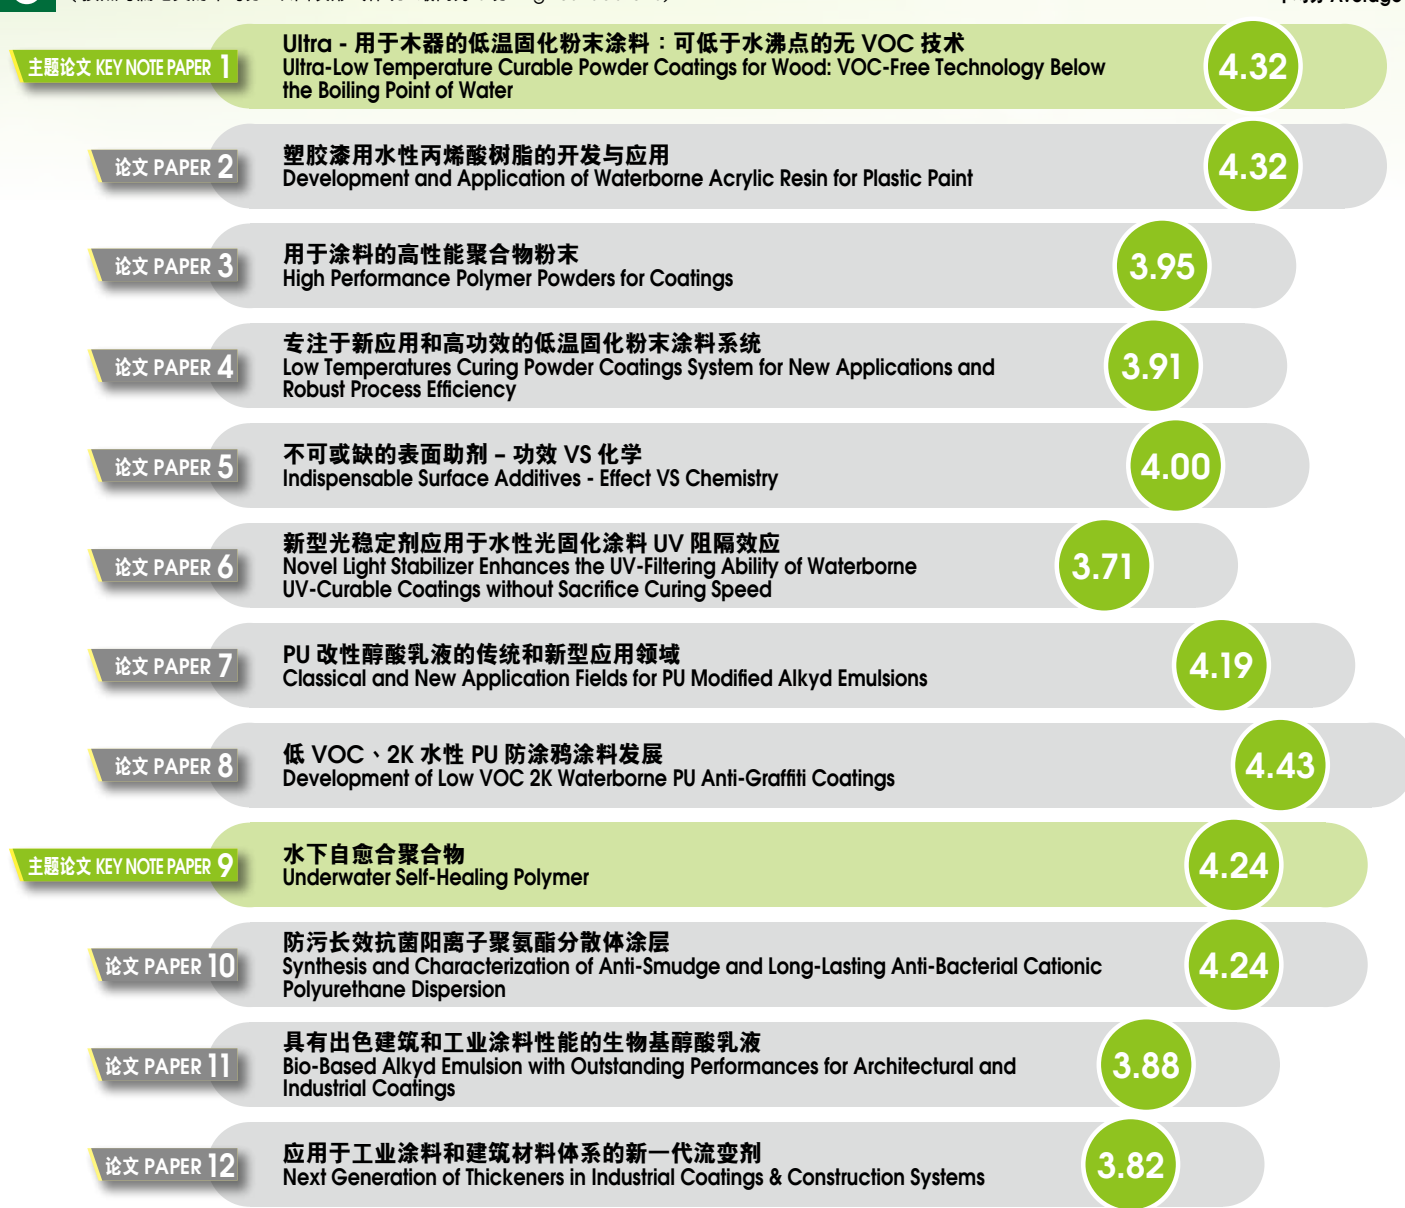 Average
主题论文 KEY NOTE PAPER 1
Ultra - 用于木器的低温固化粉末涂料：可低于水沸点的无 VOC 技术
Ultra-Low Temperature Curable Powder Coatings for Wood: VOC-Free Technology Below
the Boiling Point of Water
4.32
论文 PAPER 2
塑胶漆用水性丙烯酸树脂的开发与应用
Development and Application of Waterborne Acrylic Resin for Plastic Paint
4.32
论文 PAPER 3
用于涂料的高性能聚合物粉末
High Performance Polymer Powders for Coatings
3.95
论文 PAPER 4
专注于新应用和高功效的低温固化粉末涂料系统
Low Temperatures Curing Powder Coatings System for New Applications and
Robust Process Efficiency
3.91
论文 PAPER 5
不可或缺的表面助剂 – 功效 VS 化学
Indispensable Surface Additives - Effect VS Chemistry
4.00
论文 PAPER 6
新型光稳定剂应用于水性光固化涂料 UV 阻隔效应
Novel Light Stabilizer Enhances the UV-Filtering Ability of Waterborne
UV-Curable Coatings without Sacrifice Curing Speed
3.71
论文 PAPER 7
PU 改性醇酸乳液的传统和新型应用领域
Classical and New Application Fields for PU Modified Alkyd Emulsions
4.19
论文 PAPER 8
低 VOC、2K 水性 PU 防涂鸦涂料发展
Development of Low VOC 2K Waterborne PU Anti-Graffiti Coatings
4.43
主题论文 KEY NOTE PAPER 9
水下自愈合聚合物
Underwater Self-Healing Polymer
4.24
论文 PAPER 10
防污长效抗菌阳离子聚氨酯分散体涂层
Synthesis and Characterization of Anti-Smudge and Long-Lasting Anti-Bacterial Cationic
Polyurethane Dispersion
4.24
论文 PAPER 11
具有出色建筑和工业涂料性能的生物基醇酸乳液
Bio-Based Alkyd Emulsion with Outstanding Performances for Architectural and
Industrial Coatings
3.88
论文 PAPER 12
应用于工业涂料和建筑材料体系的新一代流变剂
Next Generation of Thickeners in Industrial Coatings & Construction Systems
3.82